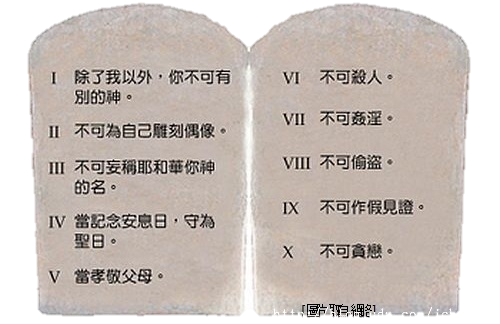 I 除了我以外，你不可有
別的神。
II 不可為自己雕刻偶像。
III 不可妄稱耶和華你神
的名。
IV 當記念安息日，守為
聖日。
V 當孝敬父母。
VI 不可殺人。
VII 不可姦淫。
VIII 不可偷盜。
IX 不可作假見證。
X 不可貪戀。